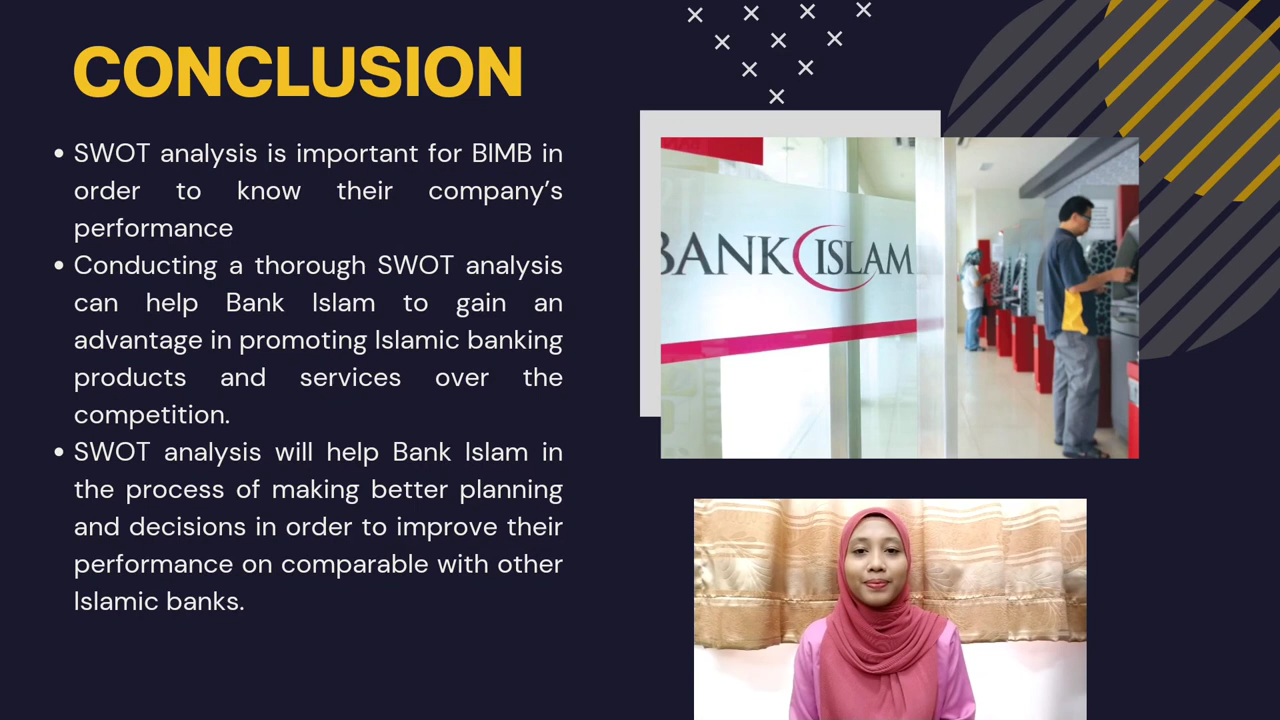 CONCLUSION
• SWOT analysis is important for BIMB in
order to know their company’s
performance
• Conducting a thorough SWOT analysis
can help Bank Islam to gain an
advantage in promoting Islamic banking
products and services over the
competition.
• SWOT analysis will help Bank Islam in
the process of making better planning
and decisions in order to improve their
performance on comparable with other
Islamic banks.
BANK ISLAM